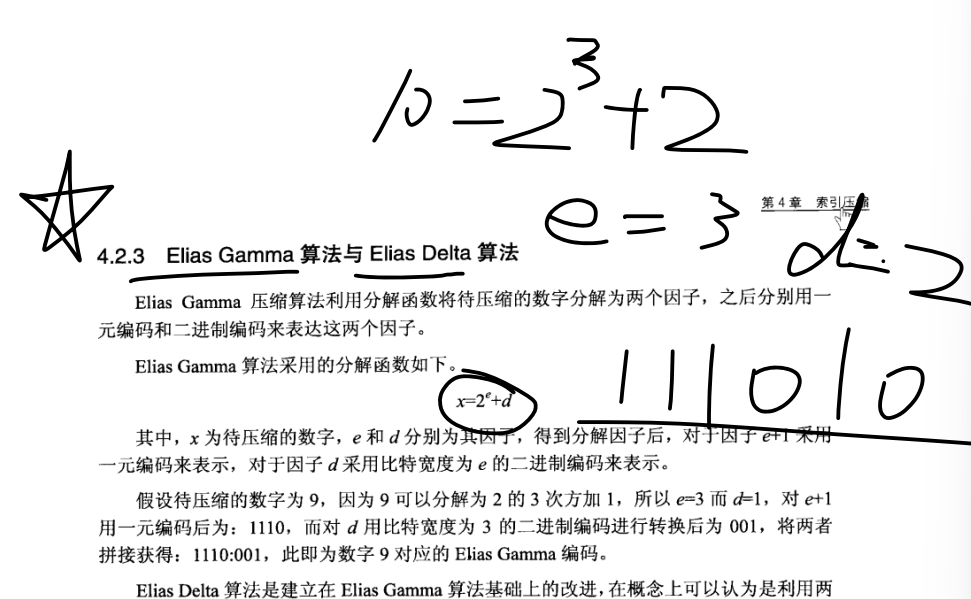 10=2³+2
第 4 章 索引压缩
e=3
d=2
4.2.3 Elias Gamma 算法与 Elias Delta 算法
Elias Gamma 压缩算法利用分解函数将待压缩的数字分解为两个因子，之后分别用一
元编码和二进制编码来表达这两个因子。
Elias Gamma 算法采用的分解函数如下。
111010
x=2ᵉ+d
其中，x 为待压缩的数字，e 和 d 分别为其因子，得到分解因子后，对于因子 e+1 采用
一元编码来表示，对于因子 d 采用比特宽度为 e 的二进制编码来表示。
假设待压缩的数字为 9，因为 9 可以分解为 2 的 3 次方加 1，所以 e=3 而 d=1，对 e+1
用一元编码后为：1110，而对 d 用比特宽度为 3 的二进制编码进行转换后为 001，将两者
拼接获得：1110:001，此即为数字 9 对应的 Elias Gamma 编码。
Elias Delta 算法是建立在 Elias Gamma 算法基础上的改进，在概念上可以认为是利用两